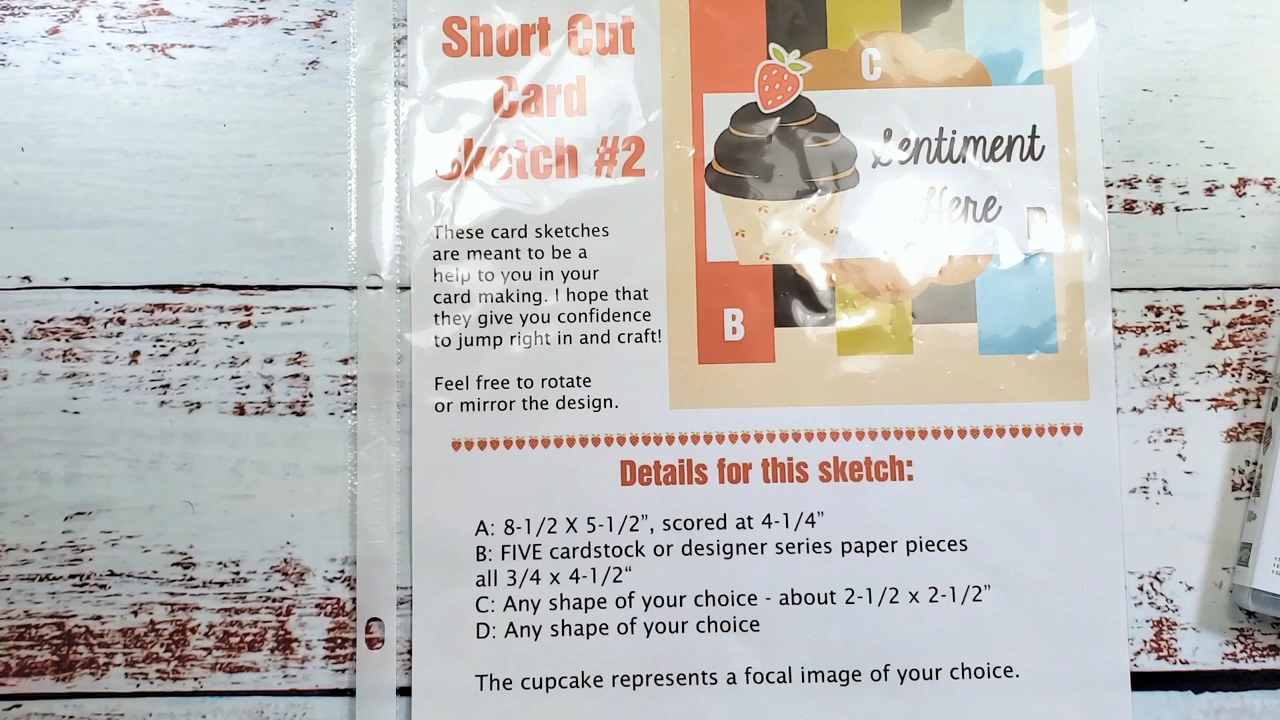 Short Cut
Card
Sketch #2
These card sketches
are meant to be a
help to you in your
card making. I hope that
they give you confidence
to jump right in and craft!
Feel free to rotate
or mirror the design.
C
Sentiment
Here
D
B
Details for this sketch:
A: 8-1/2 X 5-1/2”, scored at 4-1/4”
B: FIVE cardstock or designer series paper pieces
all 3/4 x 4-1/2“
C: Any shape of your choice - about 2-1/2 x 2-1/2”
D: Any shape of your choice
The cupcake represents a focal image of your choice.